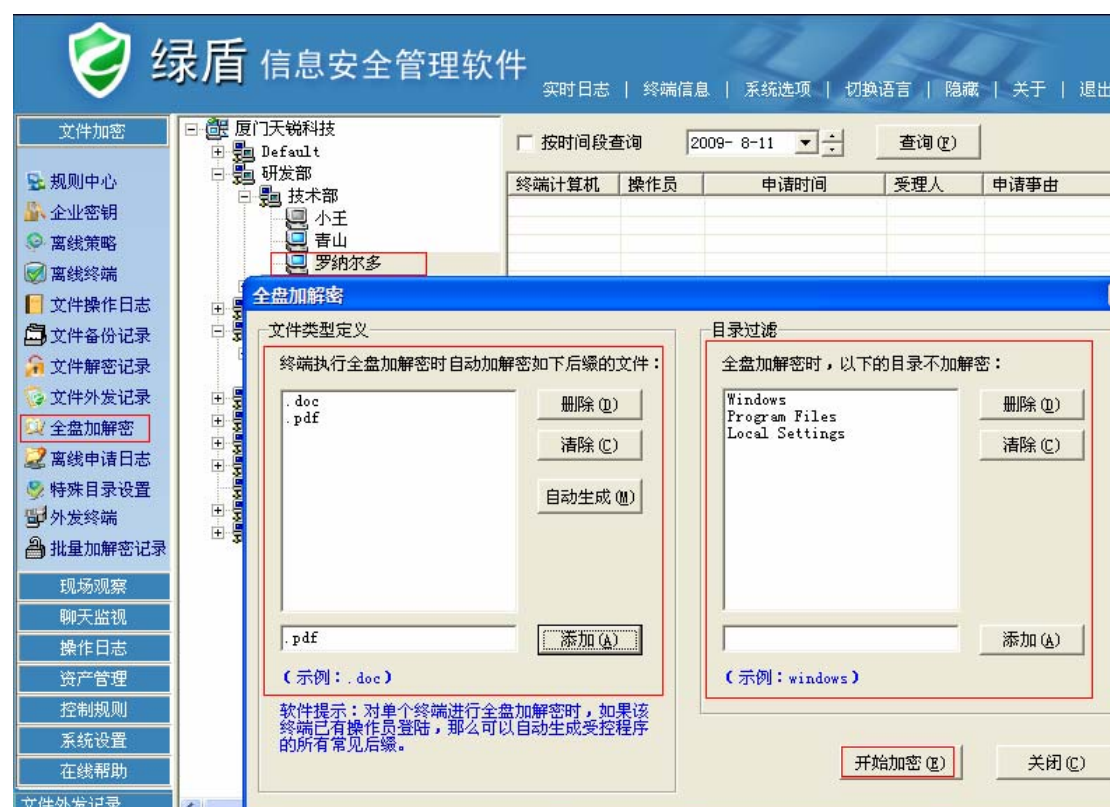 绿盾 信息安全管理软件
实时日志 | 终端信息 | 系统选项 | 切换语言 | 隐藏 | 关于 | 退出
文件加密
规则中心
企业密钥
离线策略
离线终端
文件操作日志
文件备份记录
文件解密记录
文件外发记录
全盘加解密
离线申请日志
特殊目录设置
外发终端
批量加解密记录
现场观察
聊天监视
操作日志
资产管理
控制规则
系统设置
在线帮助
文件外发记录
厦门天锐科技
Default
研发部
技术部
小王
青山
罗纳尔多
按时间段查询 2009- 8-11 查询(F)
终端计算机 操作员 申请时间 受理人 申请事由
全盘加解密
文件类型定义
终端执行全盘加解密时自动加解密如下后缀的文件：
.doc
.pdf
删除(D)
清除(C)
自动生成(M)
.pdf
添加(A)
(示例：.doc)
软件提示：对单个终端进行全盘加解密时，如果该
终端已有操作员登陆，那么可以自动生成受控程序
的所有常见后缀。
目录过滤
全盘加解密时，以下的目录不加解密：
Windows
Program Files
Local Settings
删除(D)
清除(C)
添加(A)
(示例：windows)
开始加密(E)
关闭(C)